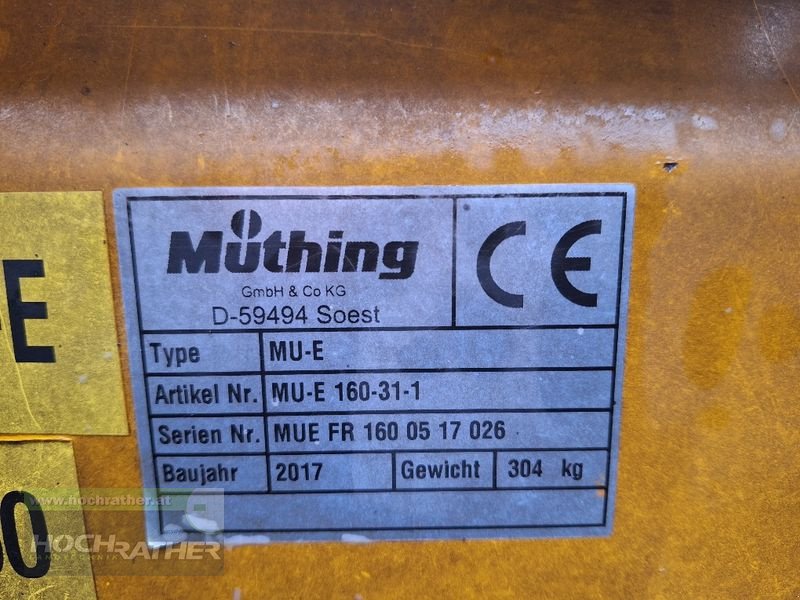 Müthing
GmbH & Co KG
D-59494 Soest
CE
Type MU-E
Artikel Nr. MU-E 160-31-1
Serien Nr. MUE FR 160 05 17 026
Baujahr 2017 Gewicht 304 kg
E
0
www.hochrather.at
HOCHRATHER